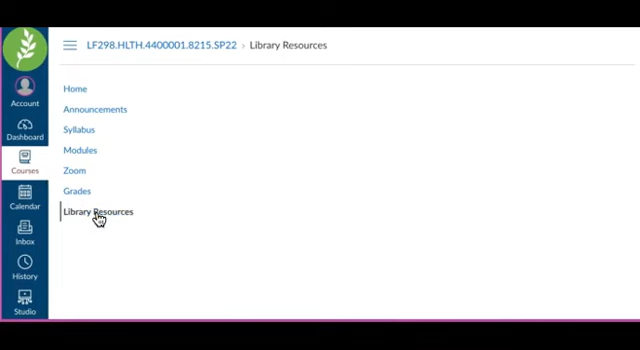 LF298.HLTH.4400001.8215.SP22 > Library Resources
Account
Dashboard
Courses
Calendar
Inbox
History
Studio
Home
Announcements
Syllabus
Modules
Zoom
Grades
Library Resources